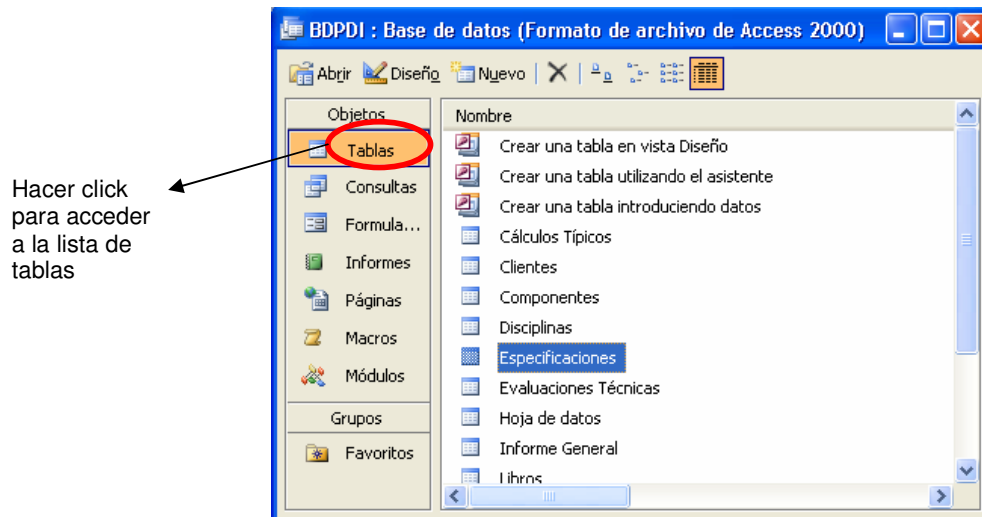 BDPDI : Base de datos (Formato de archivo de Access 2000)
Abrir Diseño Nuevo
Objetos
Tablas
Consultas
Formula...
Informes
Páginas
Macros
Módulos
Grupos
Favoritos
Nombre
Crear una tabla en vista Diseño
Crear una tabla utilizando el asistente
Crear una tabla introduciendo datos
Cálculos Típicos
Clientes
Componentes
Disciplinas
Especificaciones
Evaluaciones Técnicas
Hoja de datos
Informe General
Libros
Hacer click
para acceder
a la lista de
tablas